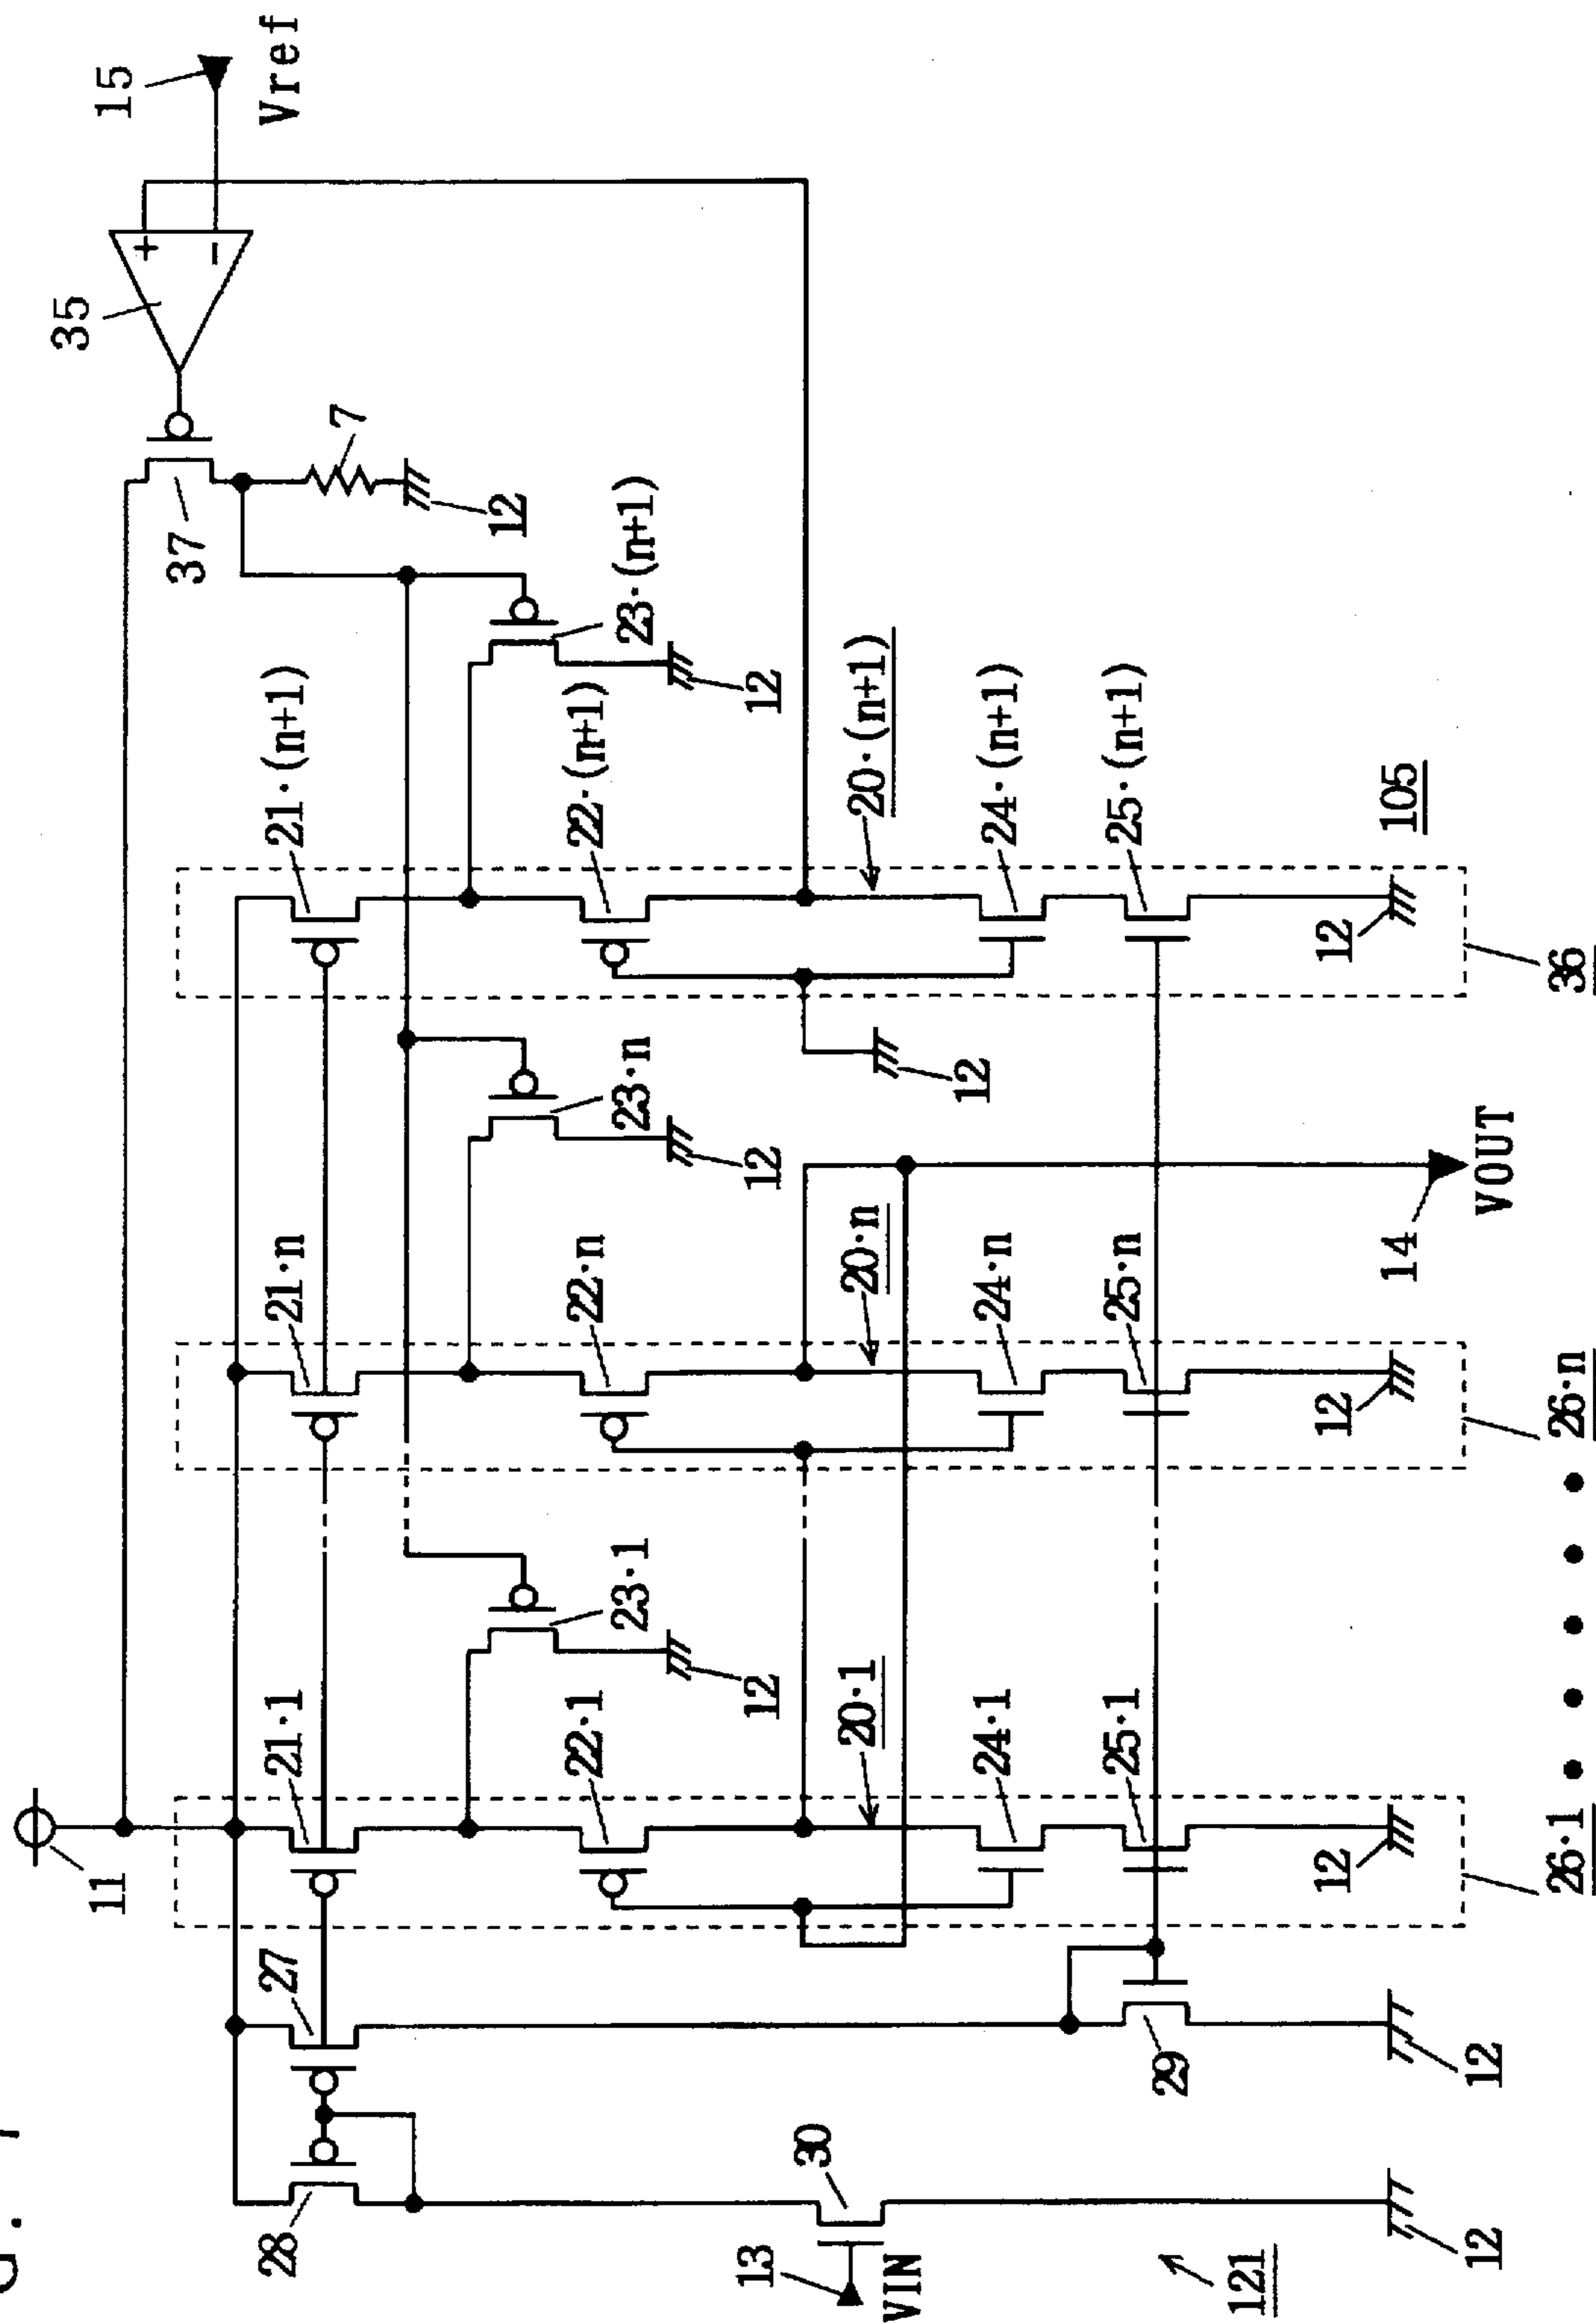 35
11
15
37
28
27
21·1
21·n
21·(n+1)
Vref
7
12
22·1
22·n
22·(n+1)
23·1
23·n
23·(n+1)
13
12
12
12
30
20·1
20·n
20·(n+1)
VIN
12
24·1
24·n
24·(n+1)
25·1
25·n
25·(n+1)
29
121
12
12
12
14
105
12
12
VOUT
26·1
26·n
36
+
−